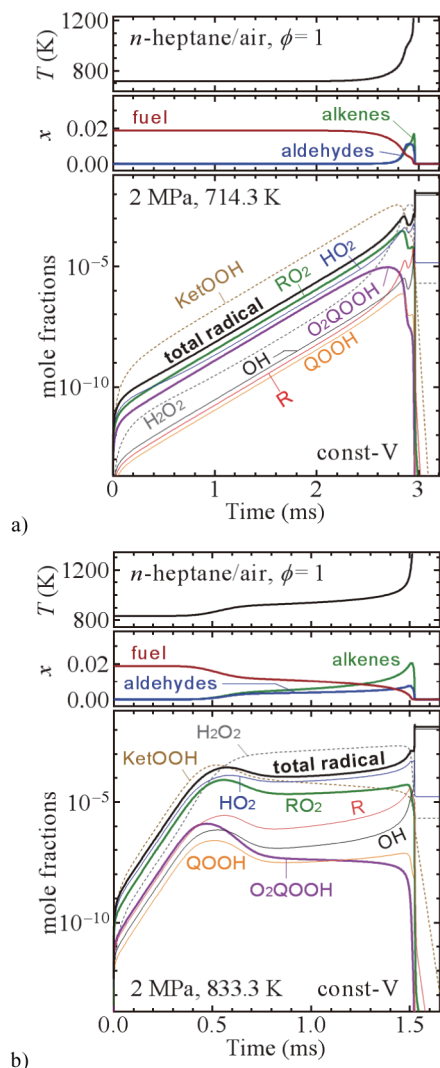 1200
800
T (K)
n-heptane/air, ϕ= 1
0.02
0.00
x
fuel
alkenes
aldehydes
2 MPa, 714.3 K
10⁻⁵
10⁻¹⁰
mole fractions
KetOOH
total radical
RO₂
HO₂
O₂QOOH
OH
QOOH
H₂O₂
R
const-V
0 1 2 3
Time (ms)
a)
1200
800
T (K)
n-heptane/air, ϕ= 1
0.02
0.00
x
fuel
alkenes
aldehydes
H₂O₂
KetOOH
total radical
HO₂
RO₂
R
OH
QOOH
O₂QOOH
10⁻⁵
10⁻¹⁰
mole fractions
2 MPa, 833.3 K
const-V
0.0 0.5 1.0 1.5
Time (ms)
b)